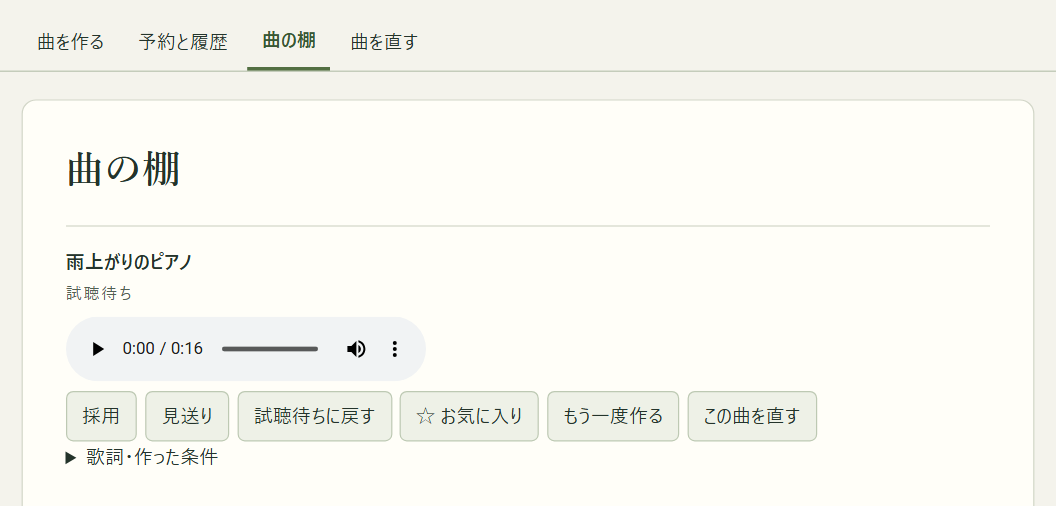 曲を作る 予約と履歴 曲の棚 曲を直す
曲の棚
雨上がりのピアノ
試聴待ち
0:00 / 0:16
採用 見送り 試聴待ちに戻す ☆ お気に入り もう一度作る この曲を直す
▶ 歌詞・作った条件